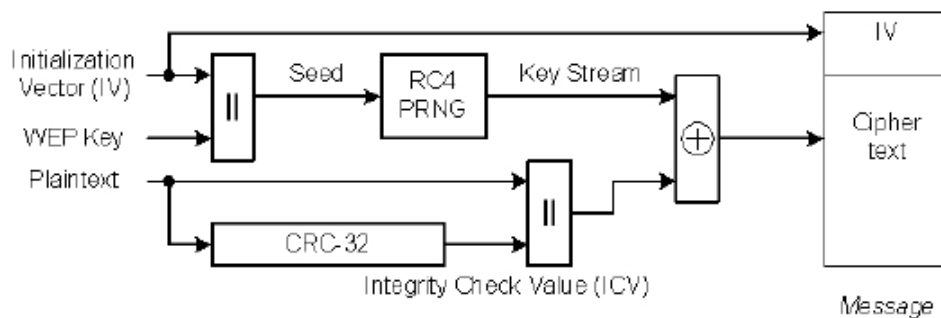 Initialization
Vector (IV)
WEP Key
Plaintext
||
Seed
RC4
PRNG
Key Stream
CRC-32
||
Integrity Check Value (ICV)
IV
Cipher
text
Message